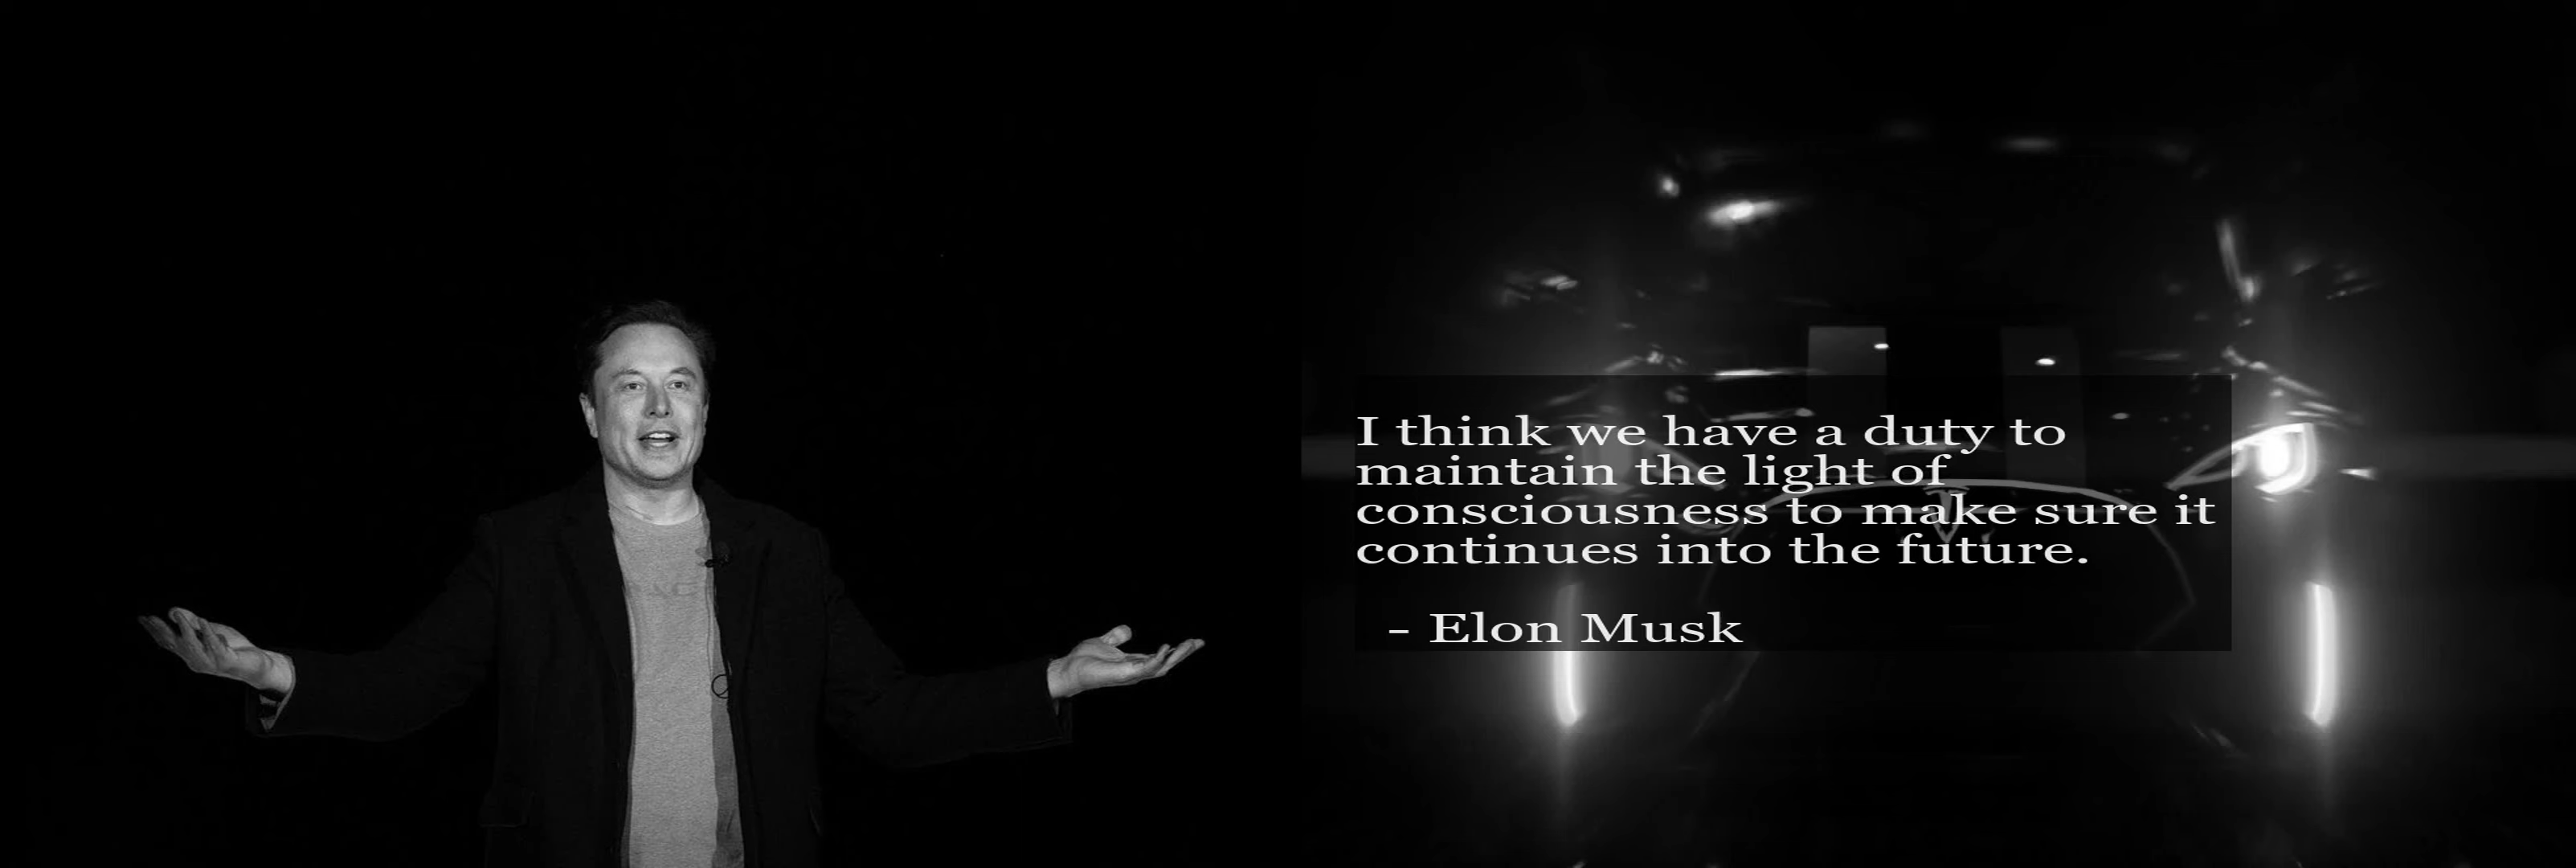 I think we have a duty to
maintain the light of
consciousness to make sure it
continues into the future.
- Elon Musk